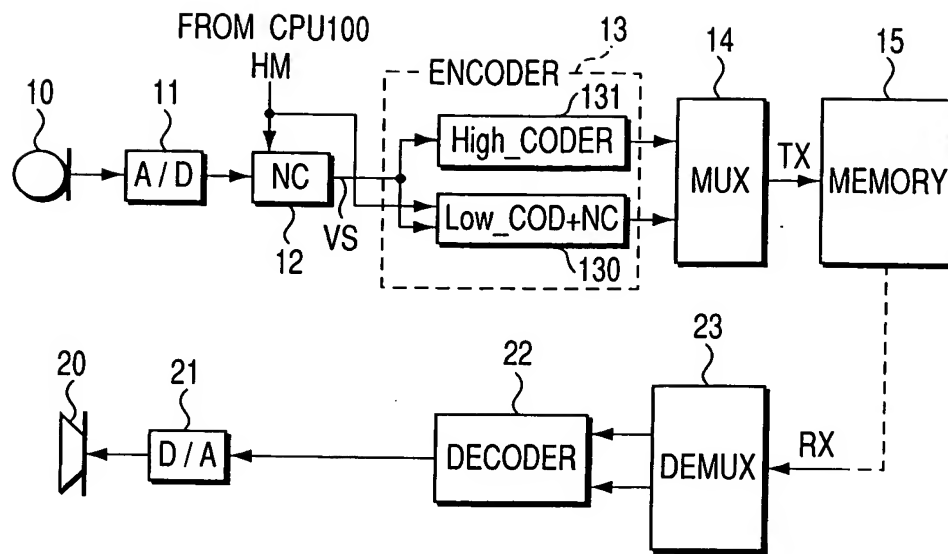 FROM CPU100
HM
10
11
A/D
NC
12
VS
ENCODER
13
131
High_CODER
Low_COD+NC
130
14
MUX
TX
15
MEMORY
20
21
D/A
22
DECODER
23
DEMUX
RX